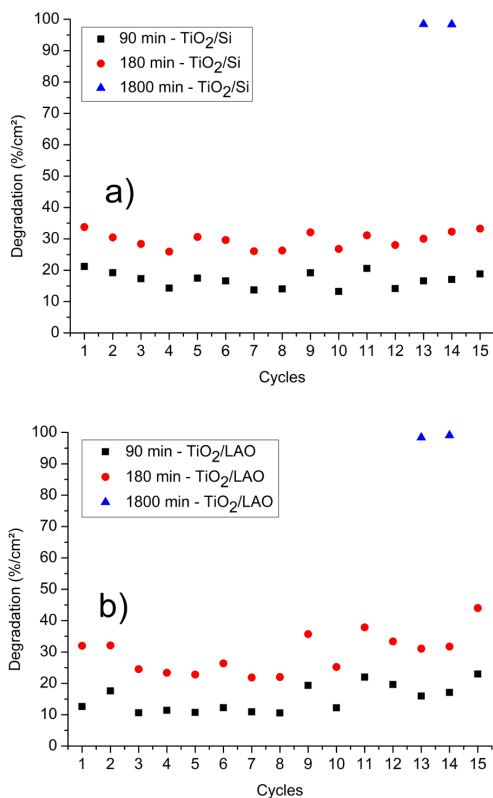 a)
100
90
80
70
60
50
40
30
20
10
0
Degradation (%/cm²)
90 min - TiO₂/Si
180 min - TiO₂/Si
1800 min - TiO₂/Si
1 2 3 4 5 6 7 8 9 10 11 12 13 14 15
Cycles
b)
100
90
80
70
60
50
40
30
20
10
0
Degradation (%/cm²)
90 min - TiO₂/LAO
180 min - TiO₂/LAO
1800 min - TiO₂/LAO
1 2 3 4 5 6 7 8 9 10 11 12 13 14 15
Cycles